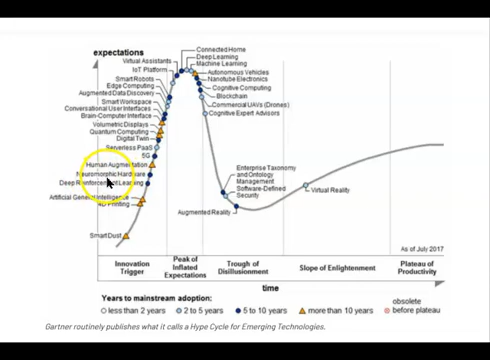 expectations
Connected Home
Deep Learning
Machine Learning
Virtual Assistants
IoT Platform
Autonomous Vehicles
Nanotube Electronics
Smart Robots
Edge Computing
Cognitive Computing
Augmented Data Discovery
Blockchain
Smart Workspace
Commercial UAVs (Drones)
Conversational User Interfaces
Cognitive Expert Advisors
Brain-Computer Interface
Volumetric Displays
Quantum Computing
Digital Twin
Serverless PaaS
5G
Human Augmentation
Neuromorphic Hardware
Deep Reinforcement Learning
Artificial General Intelligence
4D Printing
Smart Dust
Enterprise Taxonomy
and Ontology
Management
Software-Defined
Security
Augmented Reality
Virtual Reality
As of July 2017
Innovation
Trigger
Peak of
Inflated
Expectations
Trough of
Disillusionment
Slope of Enlightenment
Plateau of
Productivity
time
Years to mainstream adoption:
less than 2 years
2 to 5 years
5 to 10 years
more than 10 years
obsolete
before plateau
Gartner routinely publishes what it calls a Hype Cycle for Emerging Technologies.